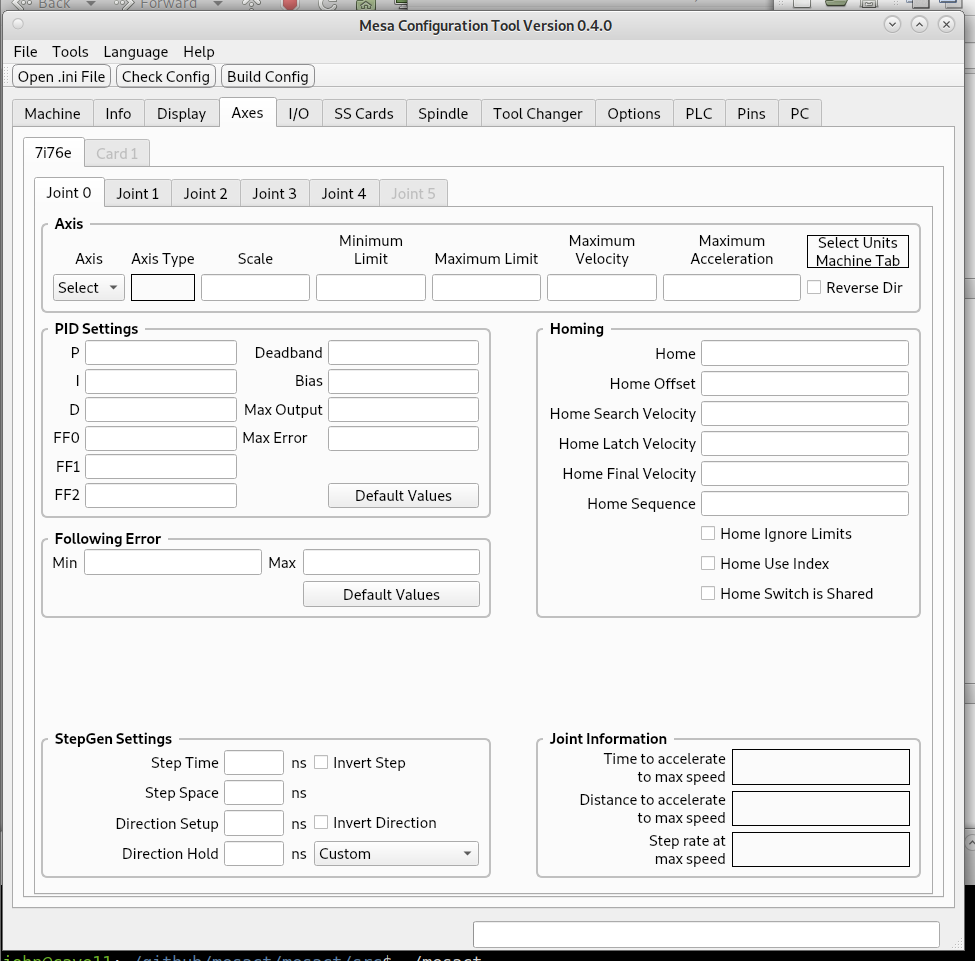 Back Forward
Mesa Configuration Tool Version 0.4.0
File Tools Language Help
Open .ini File Check Config Build Config
Machine Info Display Axes I/O SS Cards Spindle Tool Changer Options PLC Pins PC
7i76e Card 1
Joint 0 Joint 1 Joint 2 Joint 3 Joint 4 Joint 5
Axis
Axis Axis Type Scale Minimum Limit Maximum Limit Maximum Velocity Maximum Acceleration Select Units Machine Tab
Select Reverse Dir
PID Settings
P Deadband
I Bias
D Max Output
FF0 Max Error
FF1
FF2 Default Values
Homing
Home
Home Offset
Home Search Velocity
Home Latch Velocity
Home Final Velocity
Home Sequence
Home Ignore Limits
Home Use Index
Home Switch is Shared
Following Error
Min Max
Default Values
StepGen Settings
Step Time ns Invert Step
Step Space ns
Direction Setup ns Invert Direction
Direction Hold ns Custom
Joint Information
Time to accelerate
to max speed
Distance to accelerate
to max speed
Step rate at
max speed